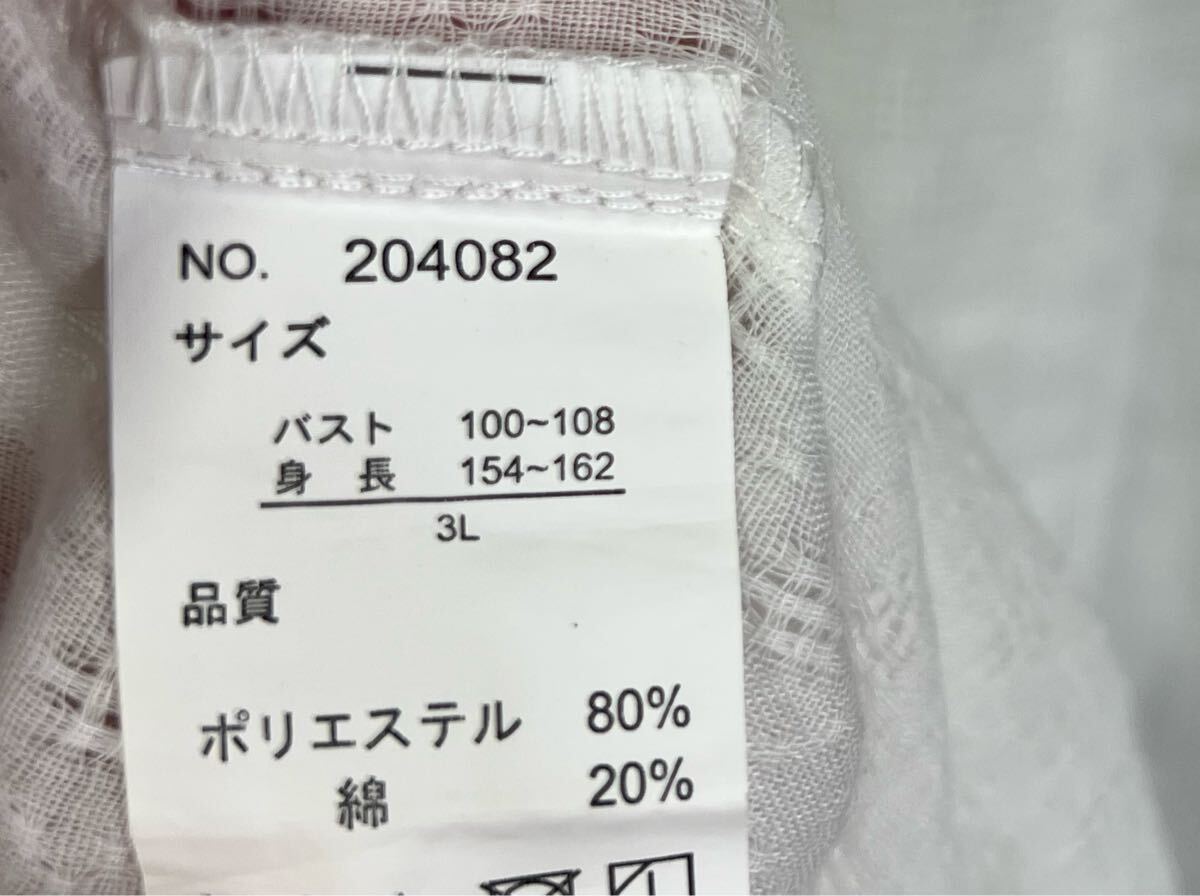 NO. 204082
サイズ
バスト 100~108
身長 154~162
3L
品質
ポリエステル 80%
綿 20%